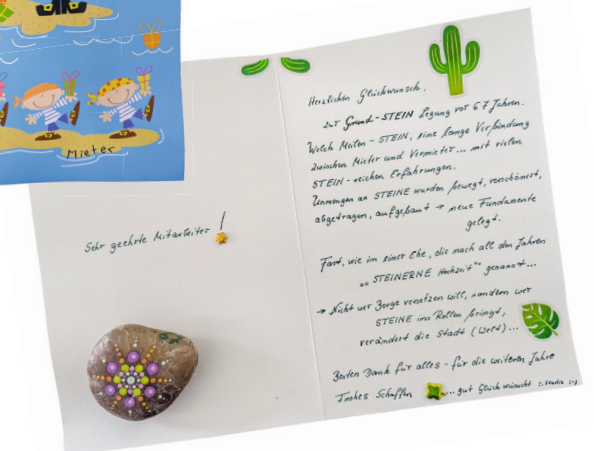 Mieter
Sehr geehrte Mitarbeiter!
67
Herzlichen Glückwunsch,
zur Grund-STEIN legung vor 67 Jahren.
Welch Meilen-STEIN, eine lange Verbindung
zwischen Mieter und Vermieter... mit vielen
STEIN-reichen Erfahrungen.
Unmengen an STEINE wurden bewegt, verschönert,
abgetragen, aufgebaut → neue Fundamente
gelegt.
Fast, wie in einer Ehe, die nach all den Jahren
"STEINERNE Hochzeit" genannt...
→ Nicht wer Berge versetzen will, sondern wer
STEINE ins Rollen bringt,
verändert die Stadt (Welt)...
Besten Dank für alles - für die weiteren Jahre
Frohes Schaffen ... gut Glück wünscht